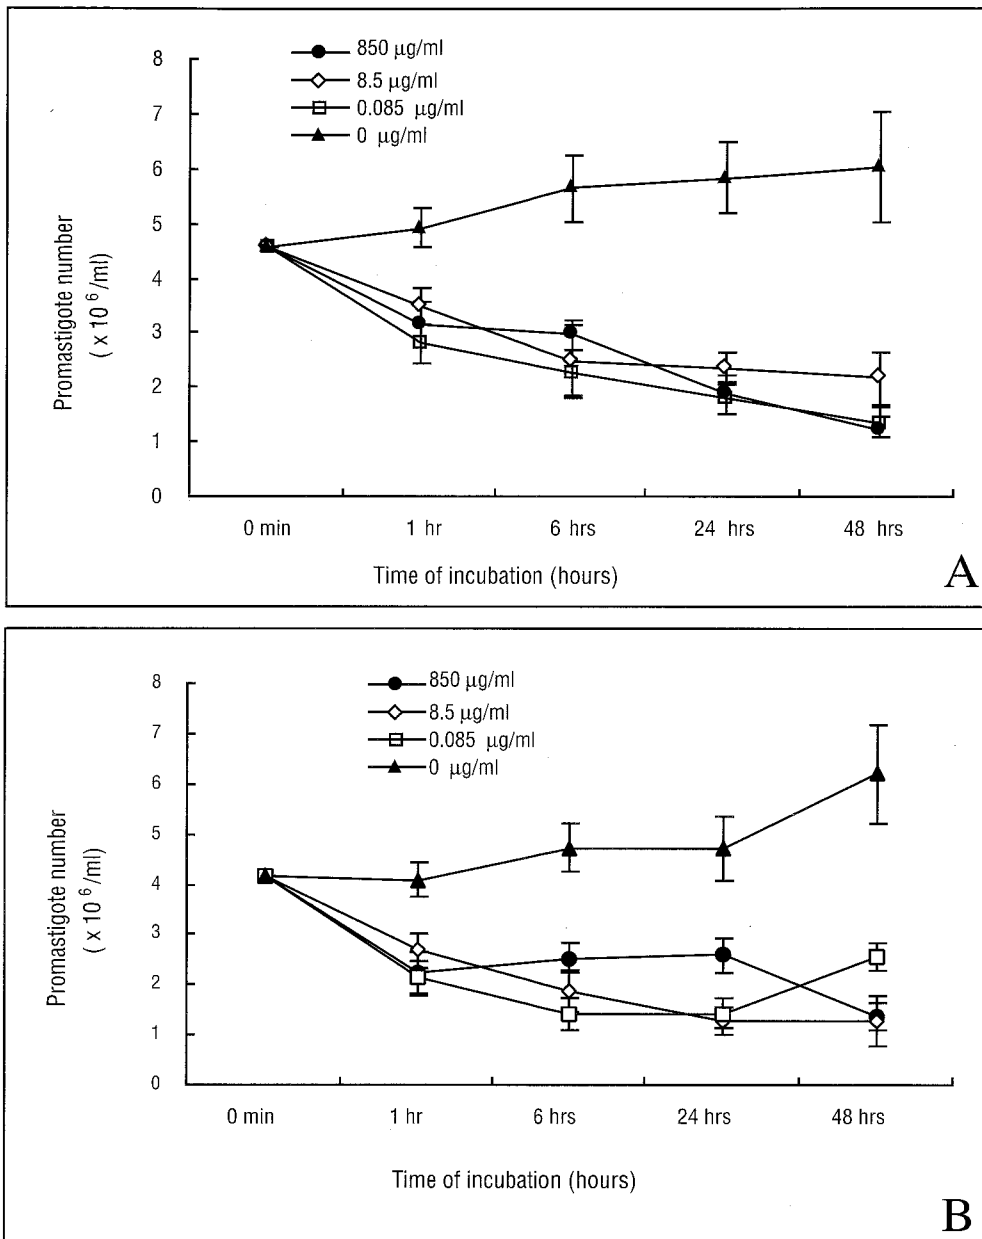 850 µg/ml
8.5 µg/ml
0.085 µg/ml
0 µg/ml
8
7
6
5
4
3
2
1
0
Promastigote number
( x 10 6 /ml)
0 min
1 hr
6 hrs
24 hrs
48 hrs
Time of incubation (hours)
A
850 µg/ml
8.5 µg/ml
0.085 µg/ml
0 µg/ml
8
7
6
5
4
3
2
1
0
Promastigote number
( x 10 6 /ml)
0 min
1 hr
6 hrs
24 hrs
48 hrs
Time of incubation (hours)
B